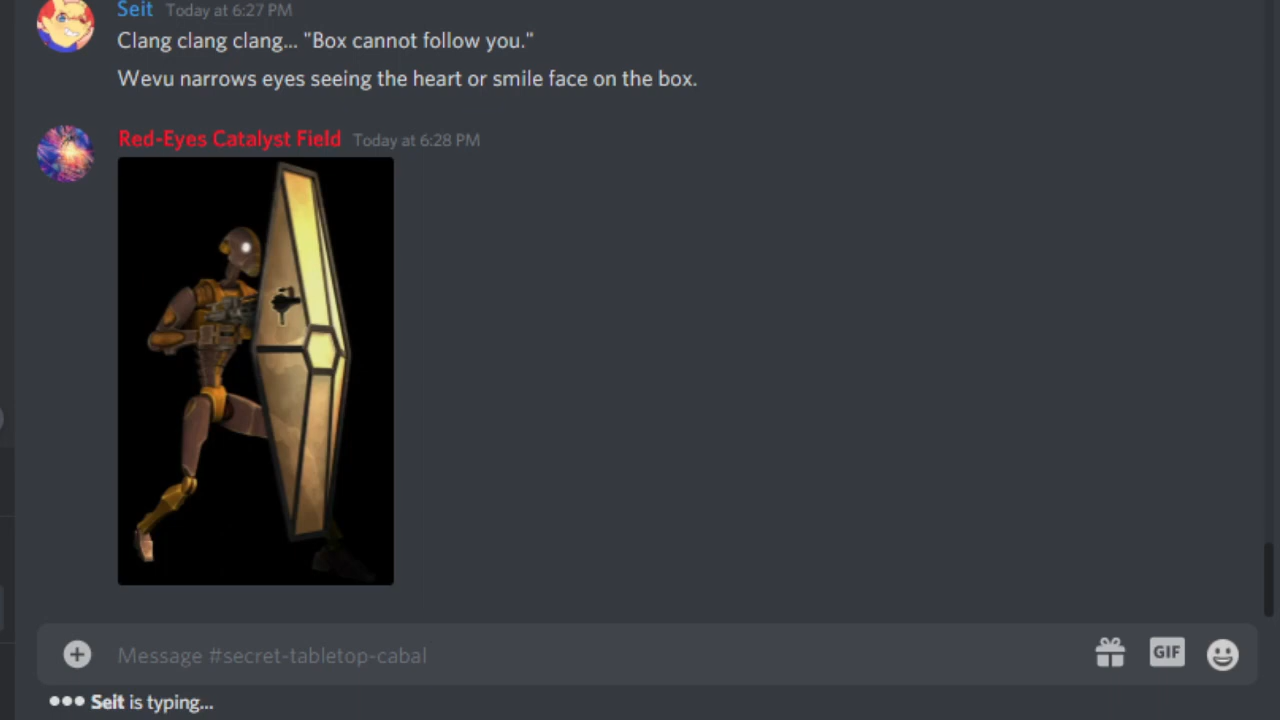 Seit Today at 6:27 PM
Clang clang clang... "Box cannot follow you."
Wevu narrows eyes seeing the heart or smile face on the box.
Red-Eyes Catalyst Field Today at 6:28 PM
Message #secret-tabletop-cabal
GIF
Seit is typing...